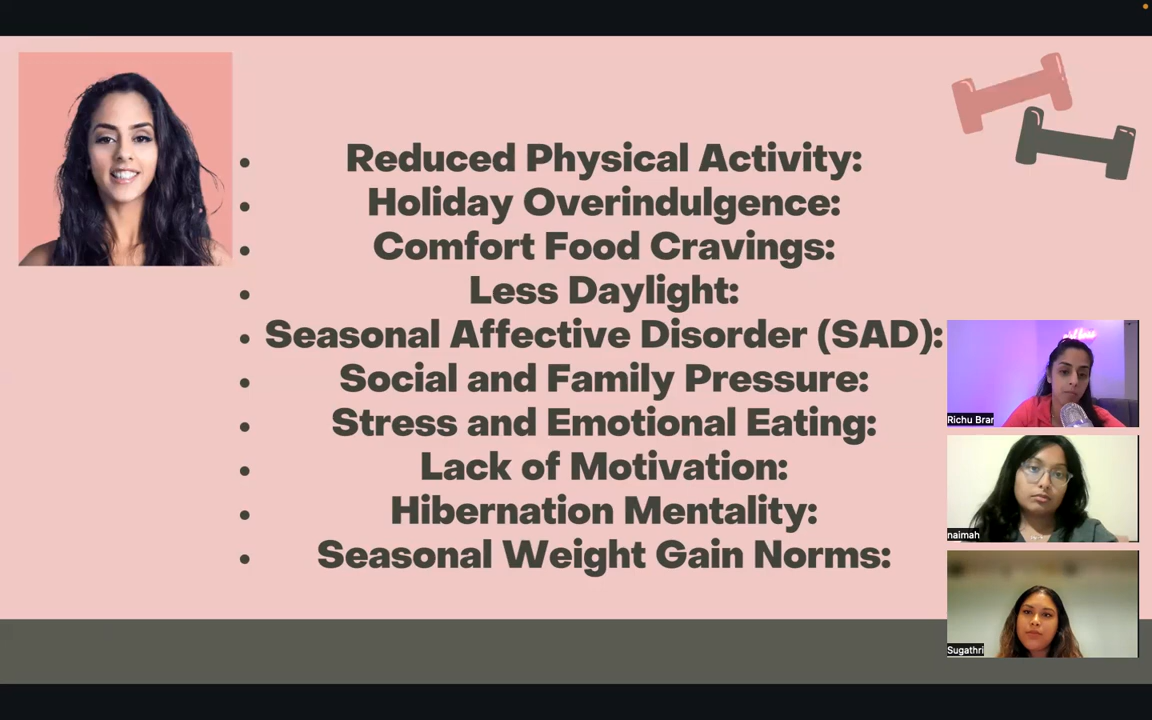 Reduced Physical Activity:
Holiday Overindulgence:
Comfort Food Cravings:
Less Daylight:
Seasonal Affective Disorder (SAD):
Social and Family Pressure:
Stress and Emotional Eating:
Lack of Motivation:
Hibernation Mentality:
Seasonal Weight Gain Norms:
Richu Brar
naimah
Sugathri